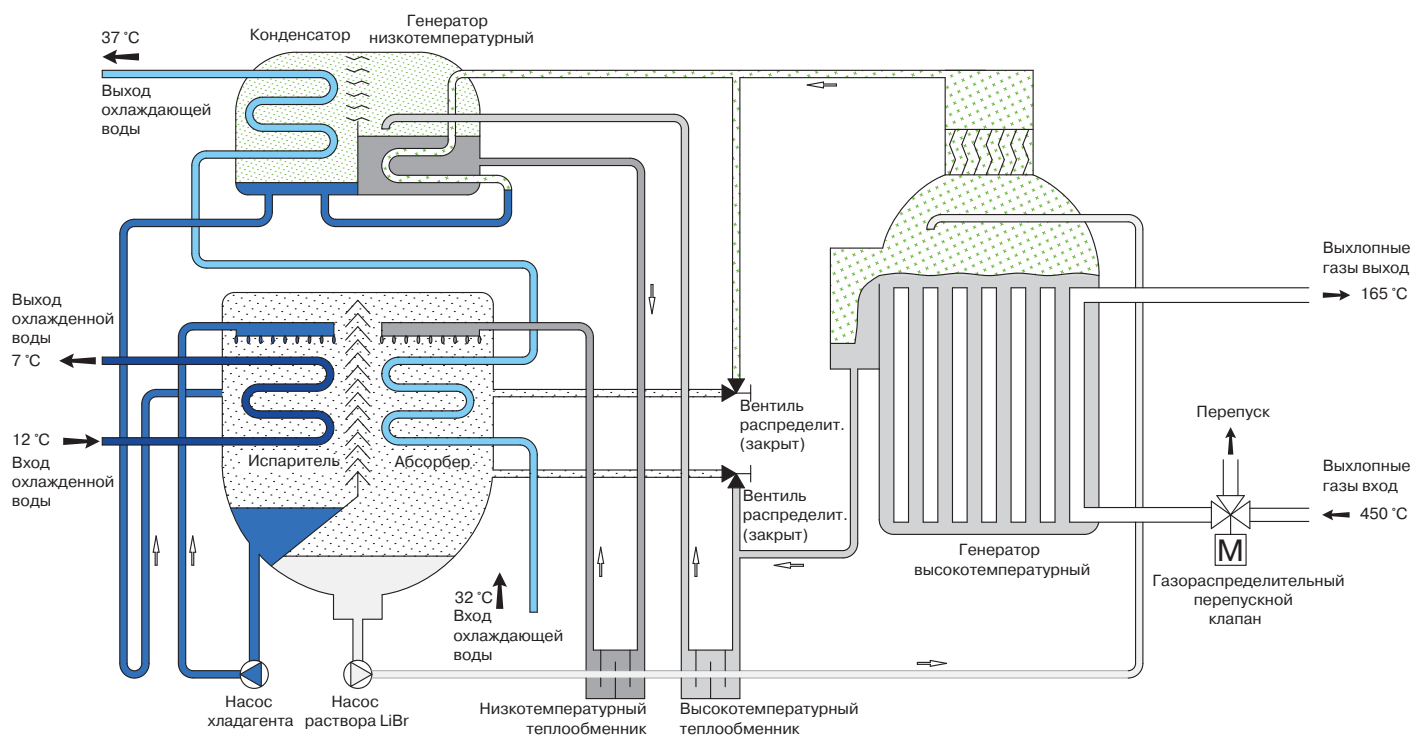 37 °С
Выход
охлаждающей
воды
Конденсатор
Генератор
низкотемпературный
Выход
охлажденной
воды
7 °С
12 °С
Вход
охлажденной
воды
Испаритель
Абсорбер
Вентиль
распределит.
(закрыт)
Вентиль
распределит.
(закрыт)
32 °С
Вход
охлаждающей
воды
Насос
хладагента
Насос
раствора LiBr
Низкотемпературный
теплообменник
Высокотемпературный
теплообменник
Генератор
высокотемпературный
Выхлопные
газы выход
165 °С
Перепуск
Выхлопные
газы вход
450 °С
M
Газораспределительный
перепускной
клапан